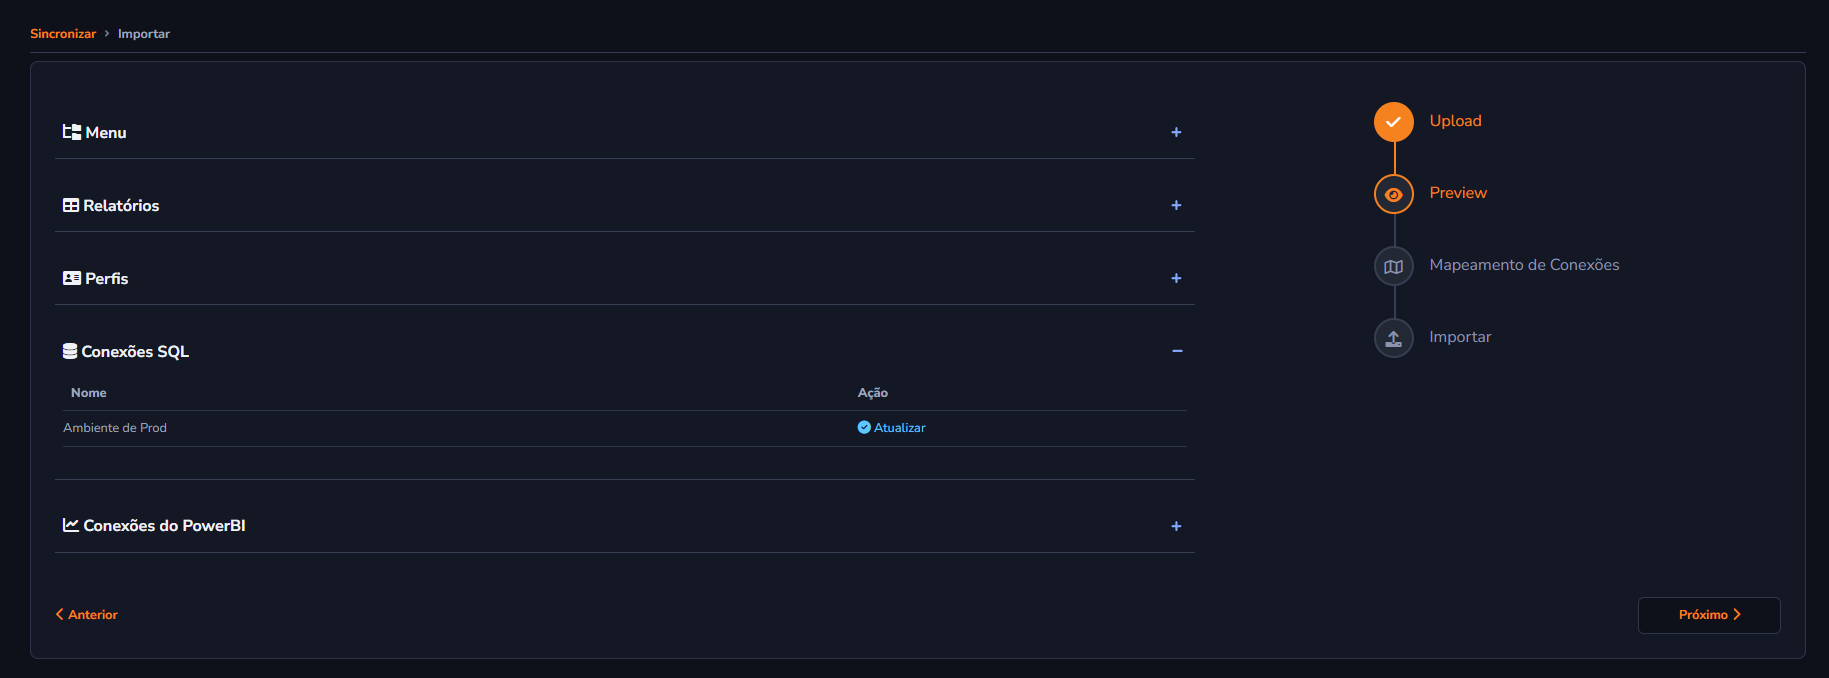 Sincronizar > Importar
Menu
Relatórios
Perfis
Conexões SQL
Nome Ação
Ambiente de Prod Atualizar
Conexões do PowerBI
Anterior
Próximo
Upload
Preview
Mapeamento de Conexões
Importar